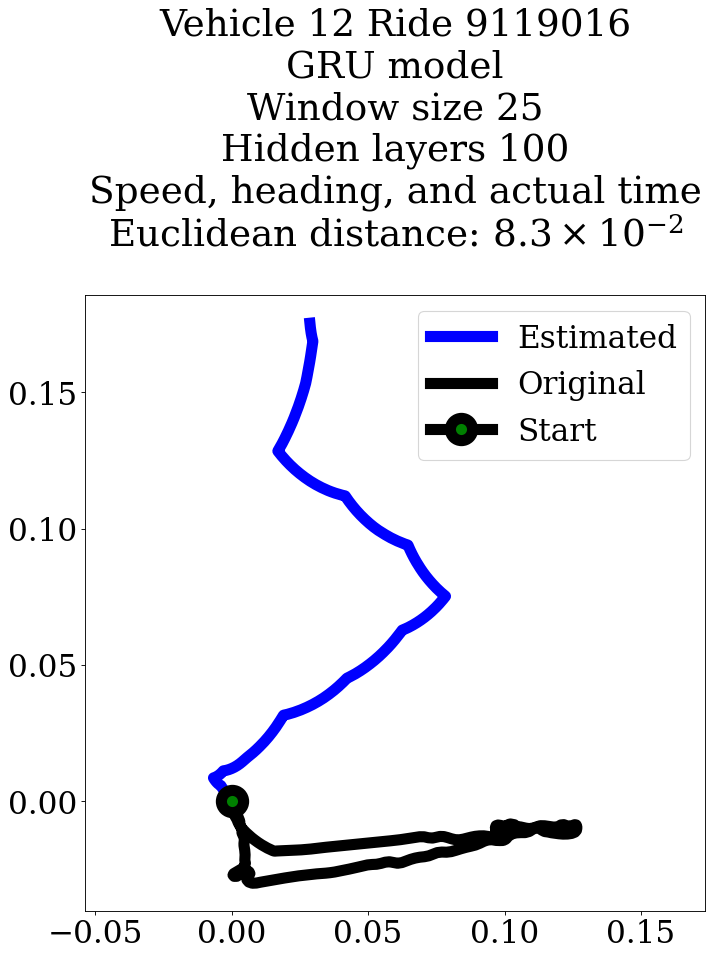 Vehicle 12 Ride 9119016
GRU model
Window size 25
Hidden layers 100
Speed, heading, and actual time
Euclidean distance: 8.3 × 10⁻²
Estimated
Original
Start
0.15
0.10
0.05
0.00
−0.05 0.00 0.05 0.10 0.15